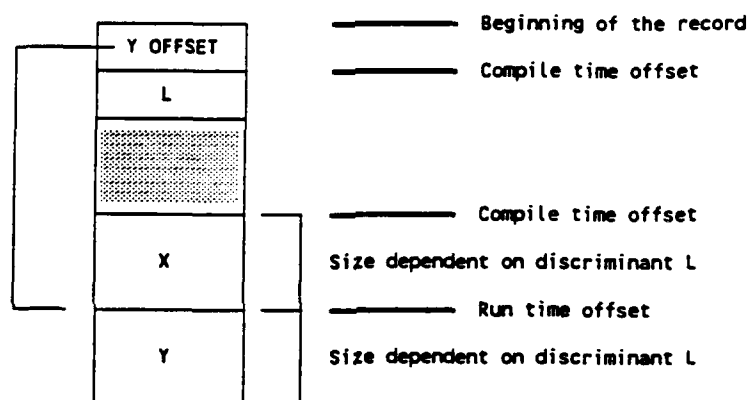 Beginning of the record
Y OFFSET
Compile time offset
L
Compile time offset
X
Size dependent on discriminant L
Run time offset
Y
Size dependent on discriminant L